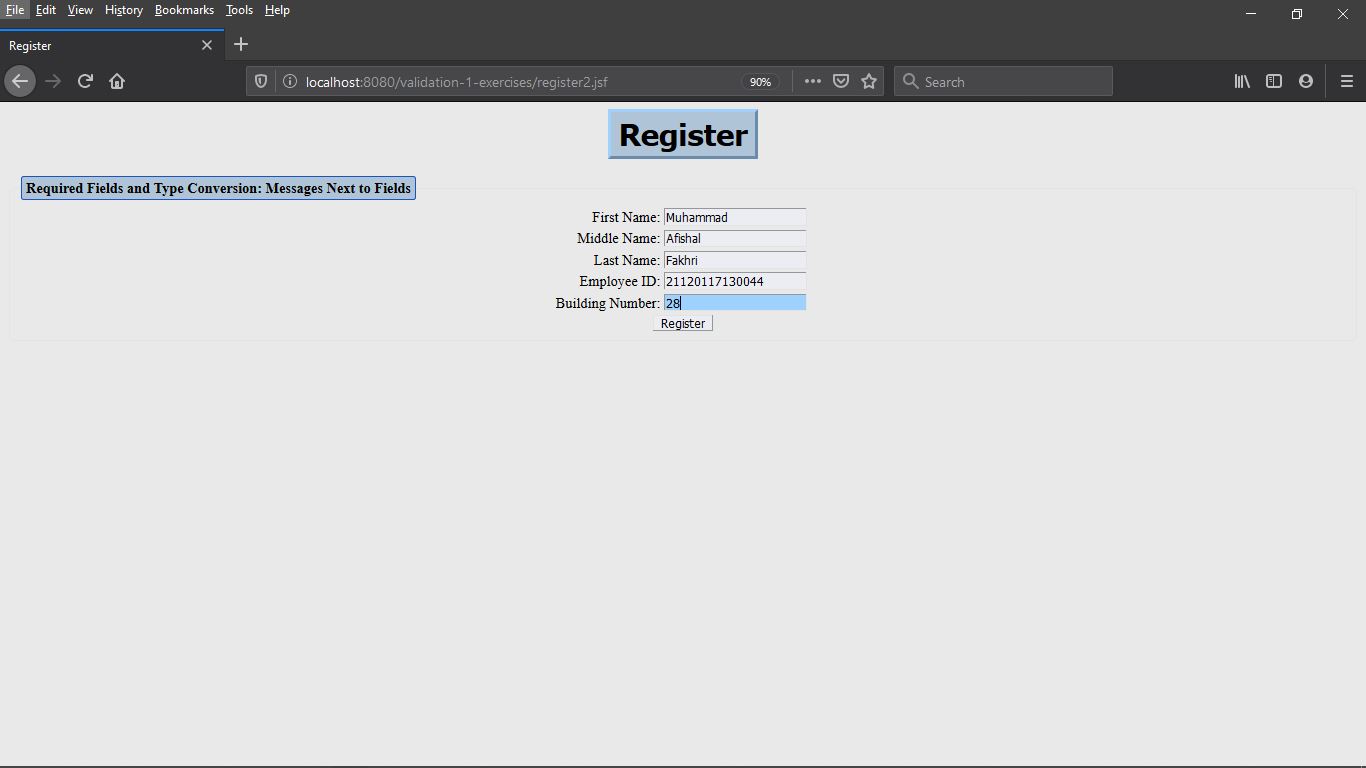 File Edit View History Bookmarks Tools Help
Register
localhost:8080/validation-1-exercises/register2.jsf 90% Search
Register
Required Fields and Type Conversion: Messages Next to Fields
First Name: Muhammad
Middle Name: Afishal
Last Name: Fakhri
Employee ID: 21120117130044
Building Number: 28
Register